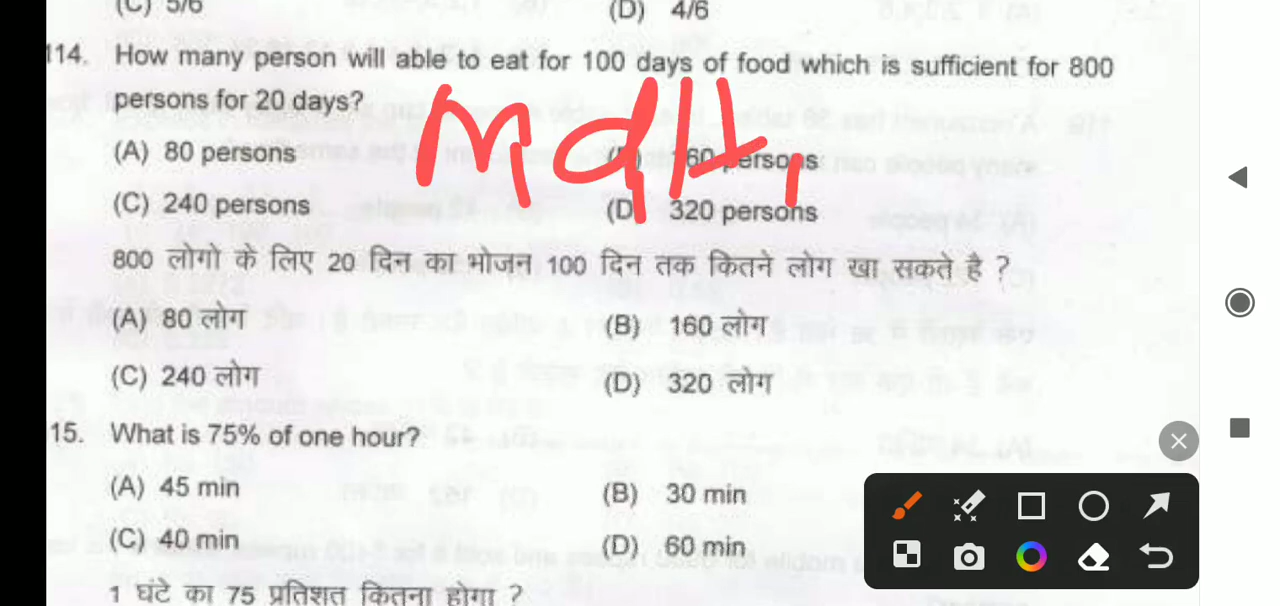 (C) 5/6 (D) 4/6
114. How many person will able to eat for 100 days of food which is sufficient for 800
persons for 20 days?
(A) 80 persons (B) 160 persons
(C) 240 persons (D) 320 persons
800 लोगो के लिए 20 दिन का भोजन 100 दिन तक कितने लोग खा सकते है ?
(A) 80 लोग (B) 160 लोग
(C) 240 लोग (D) 320 लोग
15. What is 75% of one hour?
(A) 45 min (B) 30 min
(C) 40 min (D) 60 min
1 घंटे का 75 प्रतिशत कितना होगा ?